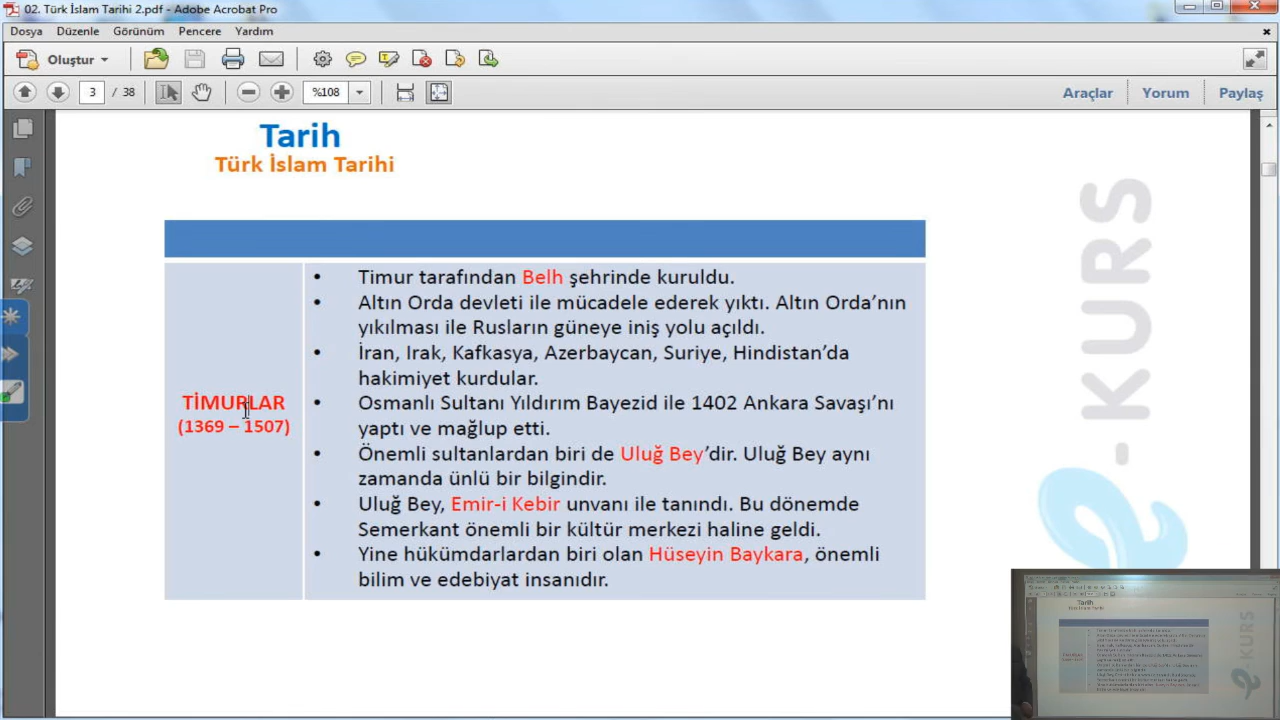 02. Türk İslam Tarihi 2.pdf - Adobe Acrobat Pro
Dosya Düzenle Görünüm Pencere Yardım
Oluştur
3 / 38 %108 Araçlar Yorum Paylaş
Tarih
Türk İslam Tarihi
• Timur tarafından Belh şehrinde kuruldu.
• Altın Orda devleti ile mücadele ederek yıktı. Altın Orda’nın
yıkılması ile Rusların güneye iniş yolu açıldı.
• İran, Irak, Kafkasya, Azerbaycan, Suriye, Hindistan’da
hakimiyet kurdular.
TİMURLAR
(1369 – 1507)
• Osmanlı Sultanı Yıldırım Bayezid ile 1402 Ankara Savaşı’nı
yaptı ve mağlup etti.
• Önemli sultanlardan biri de Uluğ Bey’dir. Uluğ Bey aynı
zamanda ünlü bir bilgindir.
• Uluğ Bey, Emir-i Kebir unvanı ile tanındı. Bu dönemde
Semerkant önemli bir kültür merkezi haline geldi.
• Yine hükümdarlardan biri olan Hüseyin Baykara, önemli
bilim ve edebiyat insanıdır.
e-KURS
Tarih
Türk İslam Tarihi
e-KURS